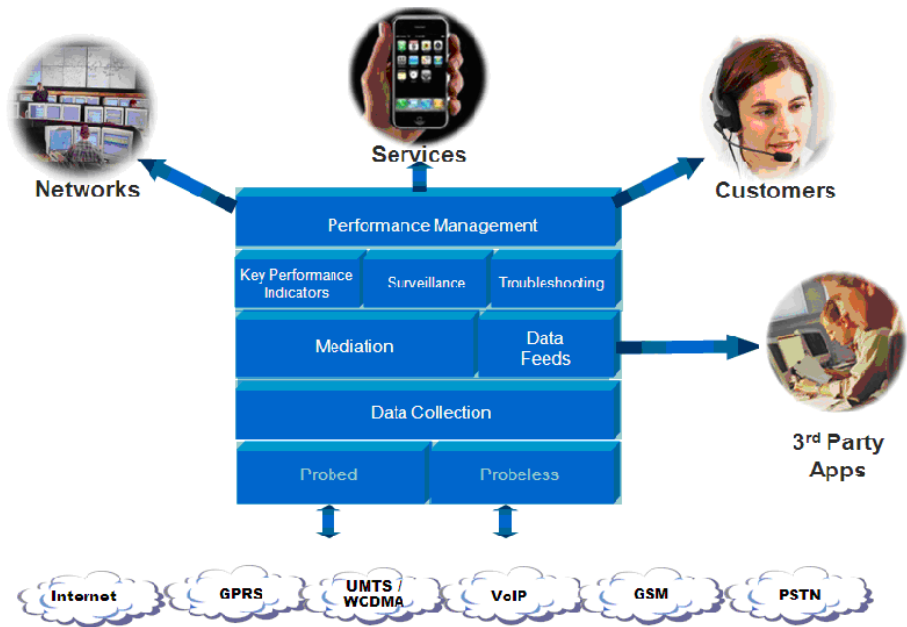 Services
Networks
Customers
Performance Management
Key Performance
Indicators
Surveillance
Troubleshooting
Mediation
Data
Feeds
Data Collection
3rd Party
Apps
Probed
Probeless
Internet
GPRS
UMTS /
WCDMA
VoIP
GSM
PSTN